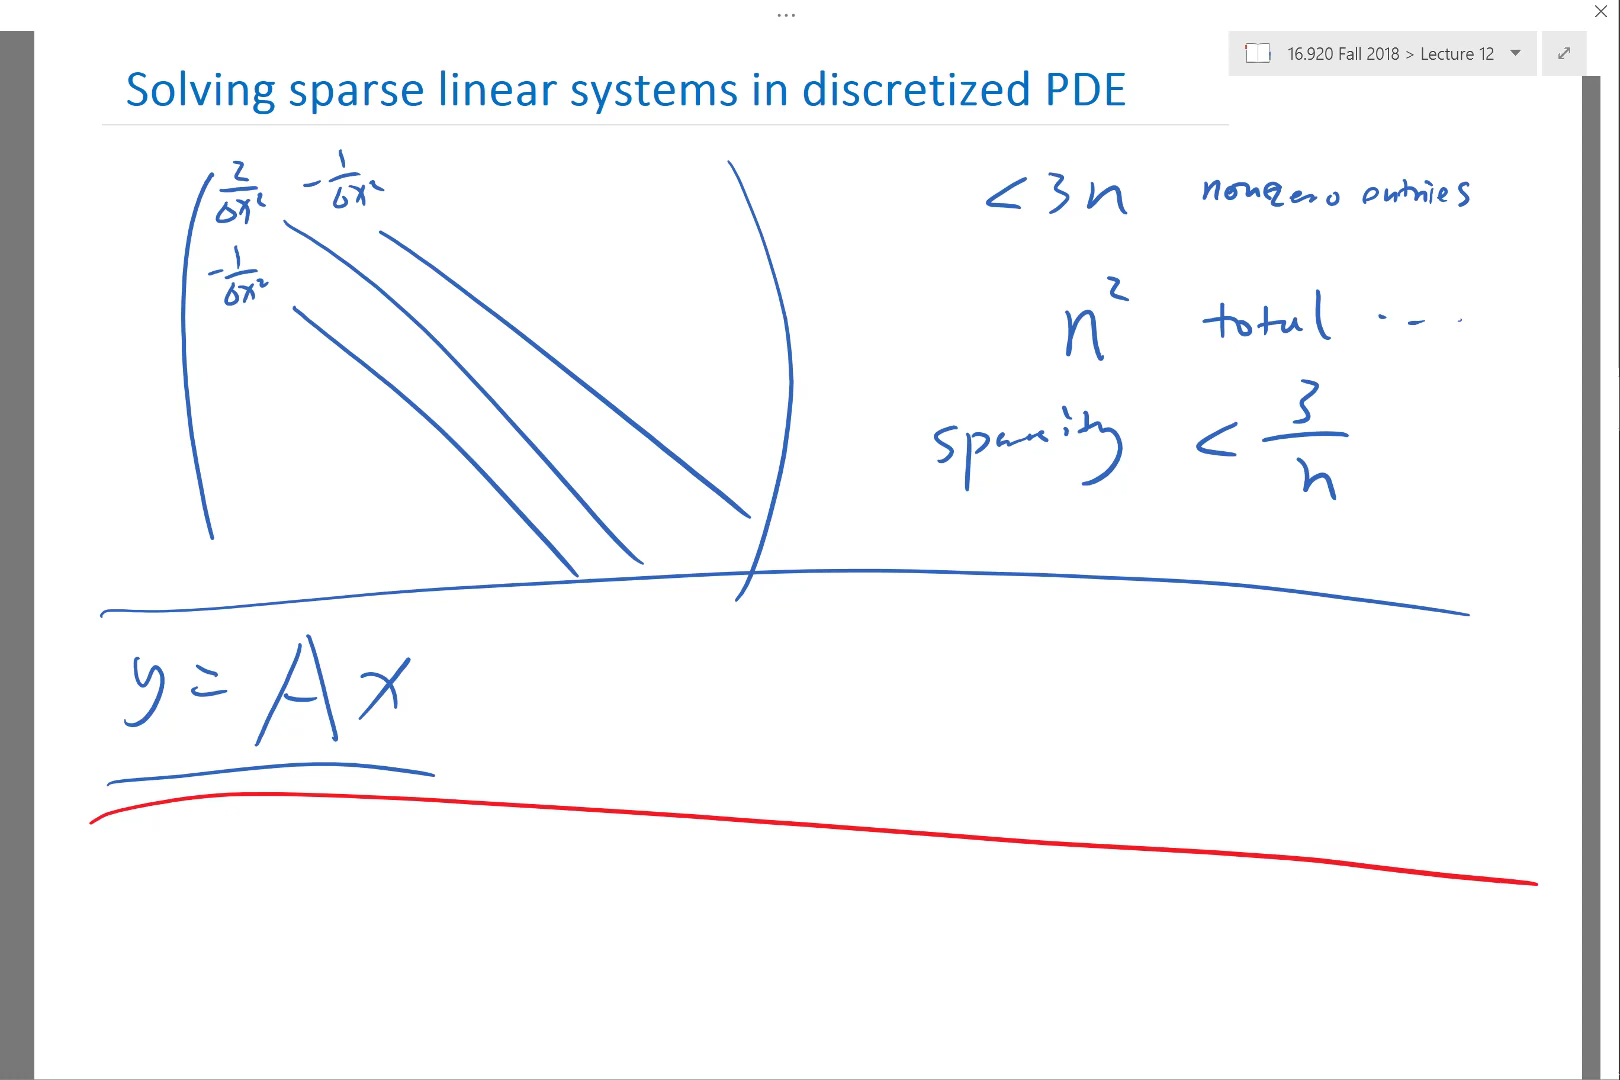 ...
16.920 Fall 2018 > Lecture 12
Solving sparse linear systems in discretized PDE
2/Δx² -1/Δx²
-1/Δx²
< 3n nonzero entries
n² total . - ..
sparsity < 3/n
y = Ax